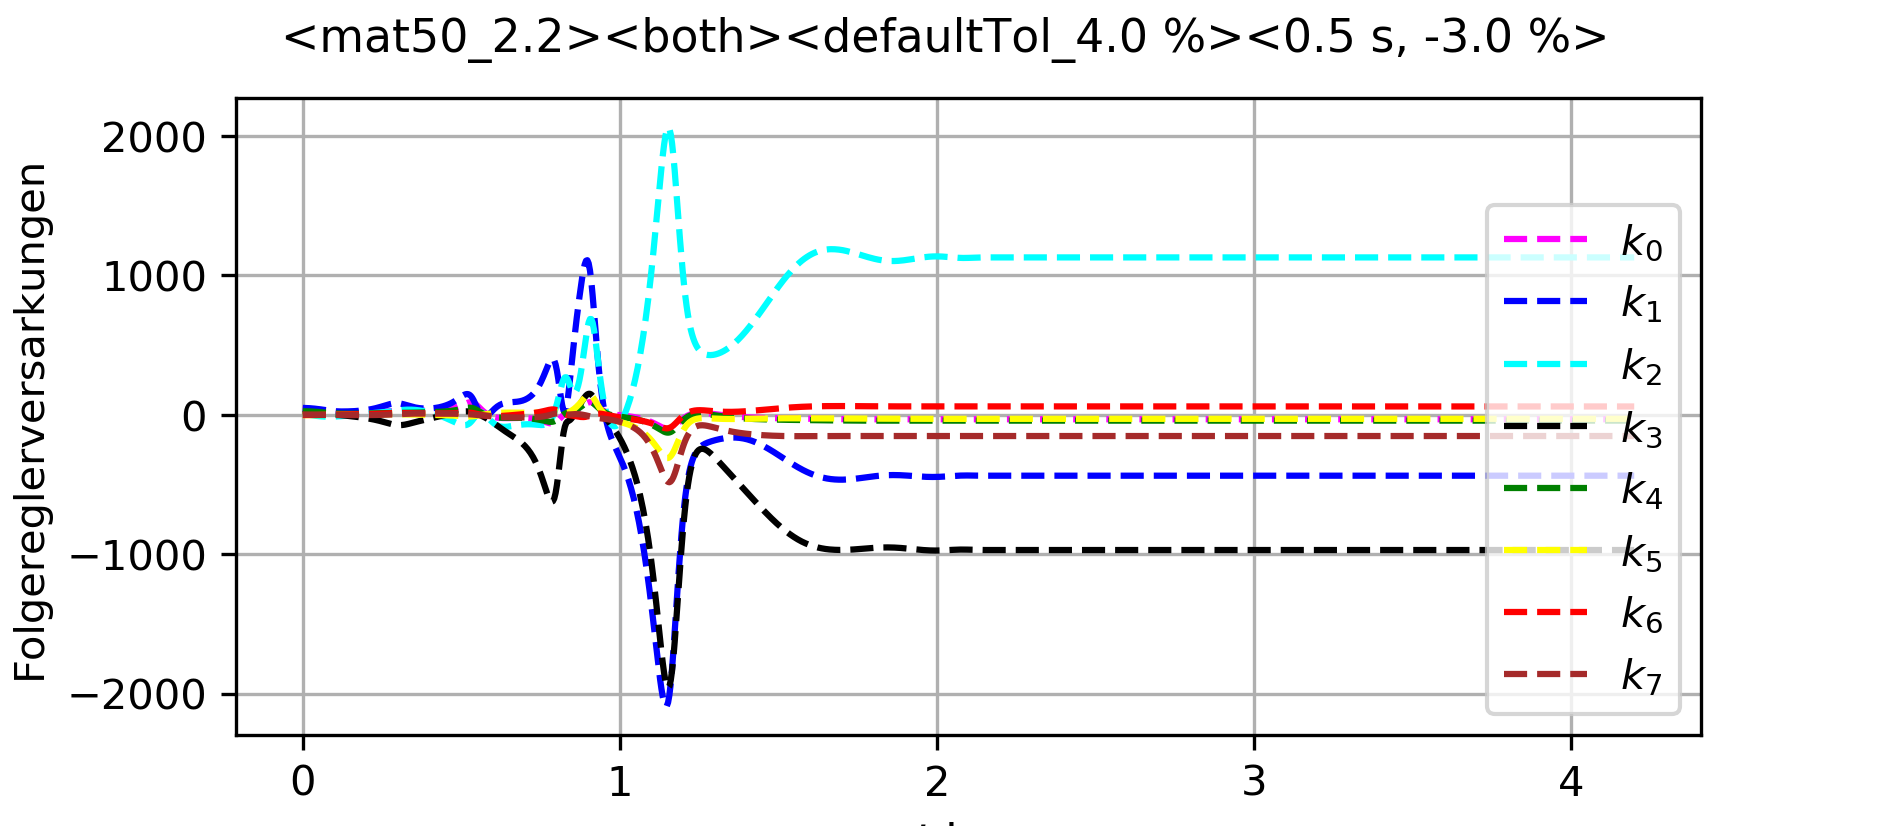 <mat50_2.2><both><defaultTol_4.0 %><0.5 s, -3.0 %>
Folgereglerversarkungen
2000
1000
0
−1000
−2000
0 1 2 3 4
k0
k1
k2
k3
k4
k5
k6
k7